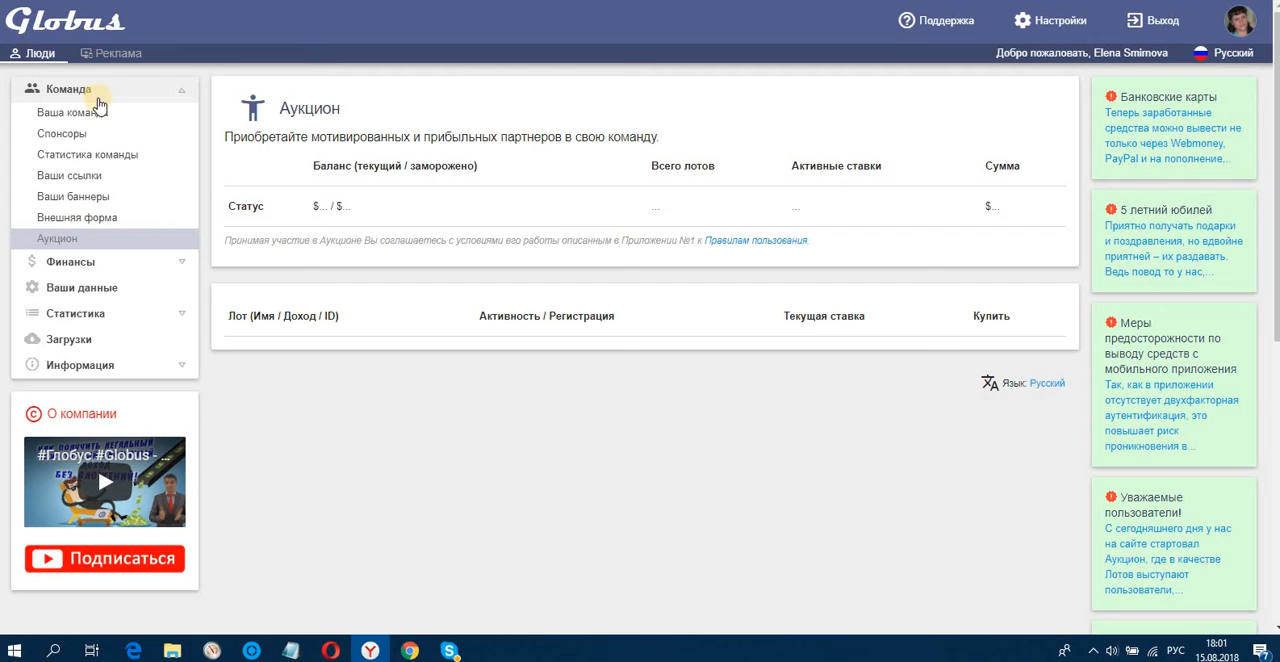 Globus
Поддержка
Настройки
Выход
Люди
Реклама
Добро пожаловать, Elena Smirnova
Русский
Команда
Ваша команда
Спонсоры
Статистика команды
Ваши ссылки
Ваши баннеры
Внешняя форма
Аукцион
Финансы
Ваши данные
Статистика
Загрузки
Информация
О компании
#Глобус #Globus - ...
Подписаться
Аукцион
Приобретайте мотивированных и прибыльных партнеров в свою команду.
Баланс (текущий / заморожено) Всего лотов Активные ставки Сумма
Статус $... / $... ... ... $...
Принимая участие в Аукционе Вы соглашаетесь с условиями его работы описанным в Приложении №1 к Правилам пользования.
Лот (Имя / Доход / ID) Активность / Регистрация Текущая ставка Купить
Язык: Русский
Банковские карты
Теперь заработанные
средства можно вывести не
только через Webmoney,
PayPal и на пополнение...
5 летний юбилей
Приятно получать подарки
и поздравления, но вдвойне
приятней – их раздавать.
Ведь повод то у нас,...
Меры
предосторожности по
выводу средств с
мобильного приложения
Так, как в приложении
отсутствует двухфакторная
аутентификация, это
повышает риск
проникновения в...
Уважаемые
пользователи!
С сегодняшнего дня у нас
на сайте стартовал
Аукцион, где в качестве
Лотов выступают
пользователи,...
РУС
18:01
15.08.2018
7